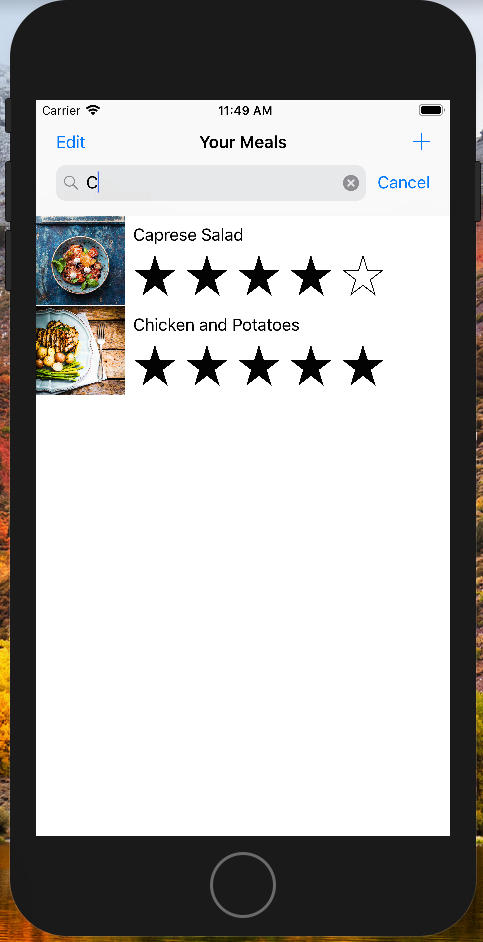 Carrier 11:49 AM
Edit Your Meals
C Cancel
Caprese Salad
Chicken and Potatoes